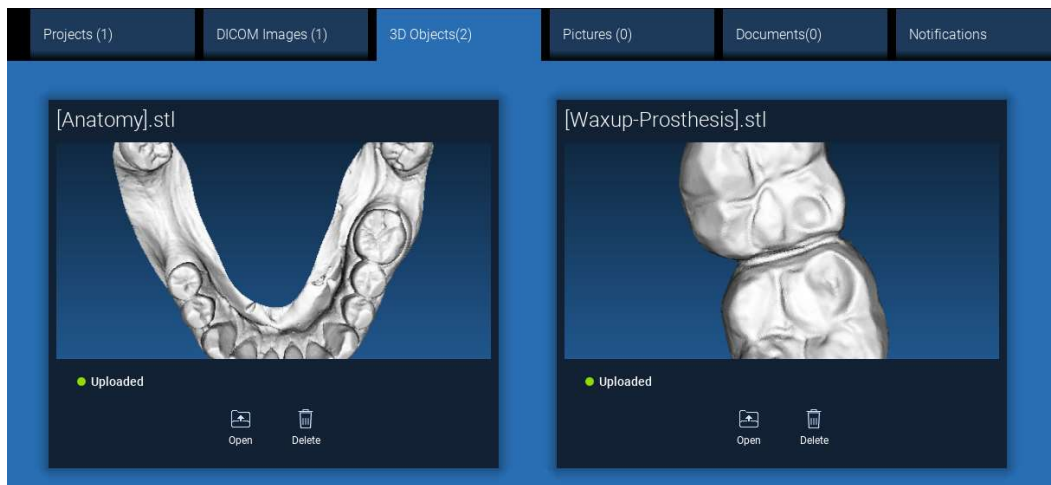 Projects (1)
DICOM Images (1)
3D Objects(2)
Pictures (0)
Documents(0)
Notifications
[Anatomy].stl
Uploaded
Open
Delete
[Waxup-Prosthesis].stl
Uploaded
Open
Delete